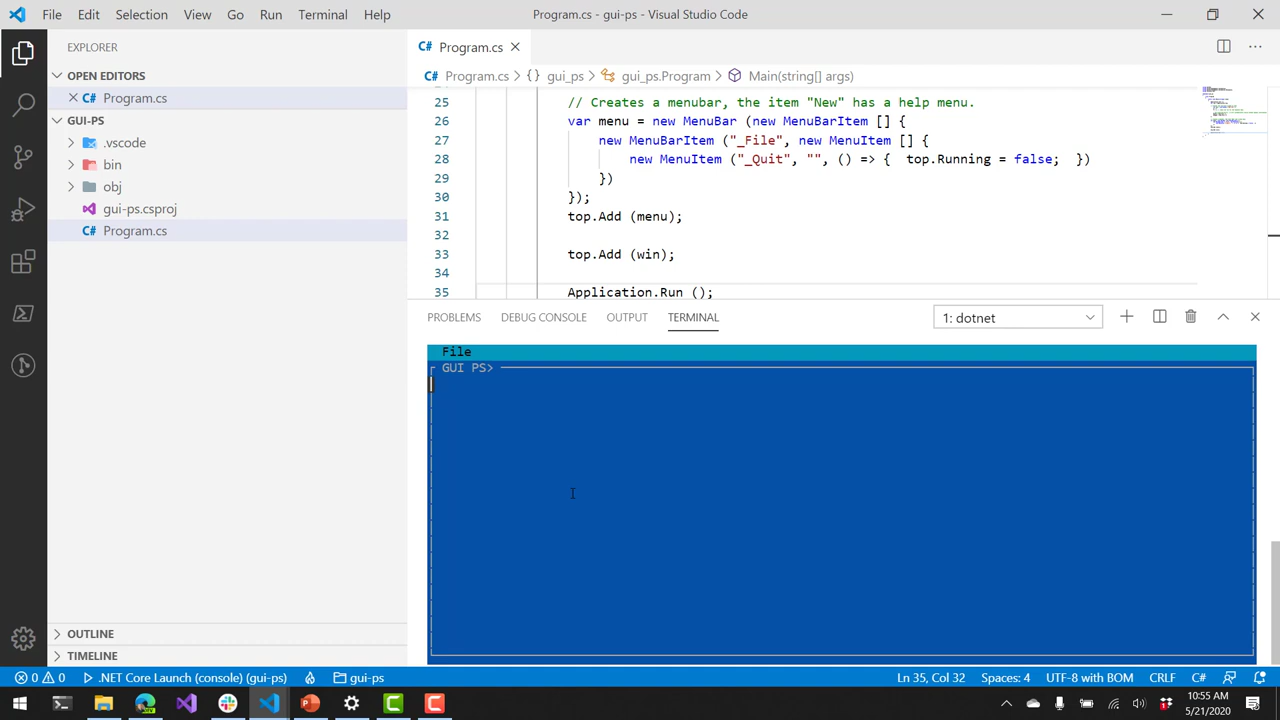 File Edit Selection View Go Run Terminal Help
Program.cs - gui-ps - Visual Studio Code
EXPLORER
OPEN EDITORS
C# Program.cs
GUI-PS
.vscode
bin
obj
gui-ps.csproj
C# Program.cs
OUTLINE
TIMELINE
C# Program.cs
C# Program.cs > {} gui_ps > gui_ps.Program > Main(string[] args)
25 // Creates a menubar, the item "New" has a help menu.
26 var menu = new MenuBar (new MenuBarItem [] {
27 new MenuBarItem ("_File", new MenuItem [] {
28 new MenuItem ("_Quit", "", () => { top.Running = false; })
29 })
30 });
31 top.Add (menu);
32
33 top.Add (win);
34
35 Application.Run ();
PROBLEMS DEBUG CONSOLE OUTPUT TERMINAL
1: dotnet
File
GUI PS>
0 0 .NET Core Launch (console) (gui-ps) gui-ps
Ln 35, Col 32 Spaces: 4 UTF-8 with BOM CRLF C#
10:55 AM
5/21/2020